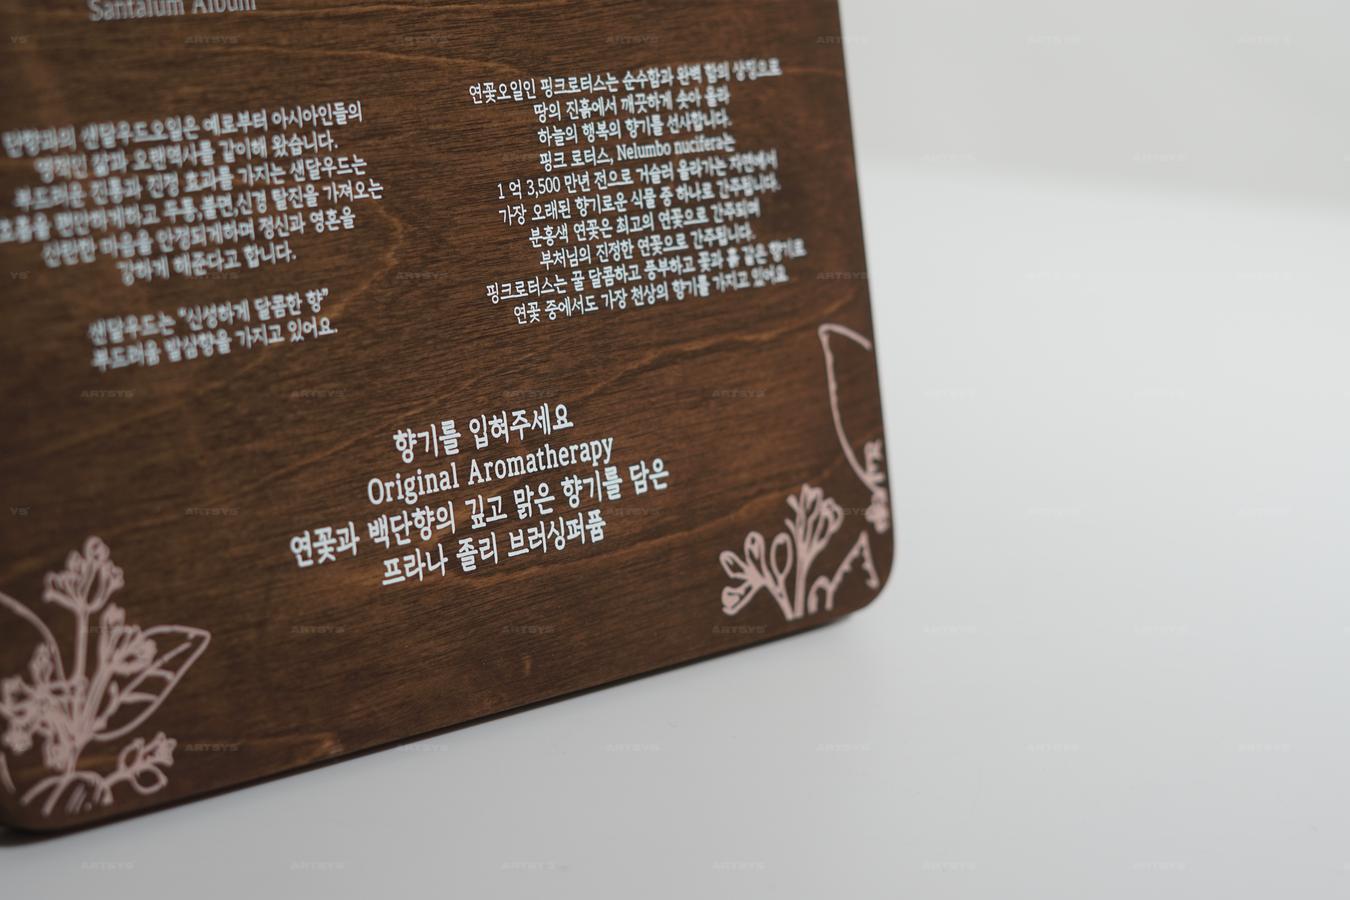 Santalum Album
단향과의 샌달우드오일은 예로부터 아시아인들의
영적인 삶과 오랜역사를 같이해 왔습니다.
부드러운 진통과 진정 효과를 가지는 샌달우드는
호흡을 편안하게하고 두통,불면,신경 탈진을 가져오는
산란한 마음을 안정되게하며 정신과 영혼을
강하게 해준다고 합니다.
샌달우드는 "신성하게 달콤한 향"
부드러움 발삼향을 가지고 있어요.
연꽃오일인 핑크로터스는 순수함과 완벽 함의 상징으로
땅의 진흙에서 깨끗하게 솟아 올라
하늘의 행복의 향기를 선사합니다.
핑크 로터스, Nelumbo nucifera는
1 억 3,500 만년 전으로 거슬러 올라가는 자연에서
가장 오래된 향기로운 식물 중 하나로 간주됩니다.
분홍색 연꽃은 최고의 연꽃으로 간주되며
부처님의 진정한 연꽃으로 간주됩니다.
핑크로터스는 꿀 달콤하고 풍부하고 꽃과 흙 같은 향기로
연꽃 중에서도 가장 천상의 향기를 가지고 있어요
향기를 입혀주세요
Original Aromatherapy
연꽃과 백단향의 깊고 맑은 향기를 담은
프라나 졸리 브러싱퍼퓸
ARTSYS